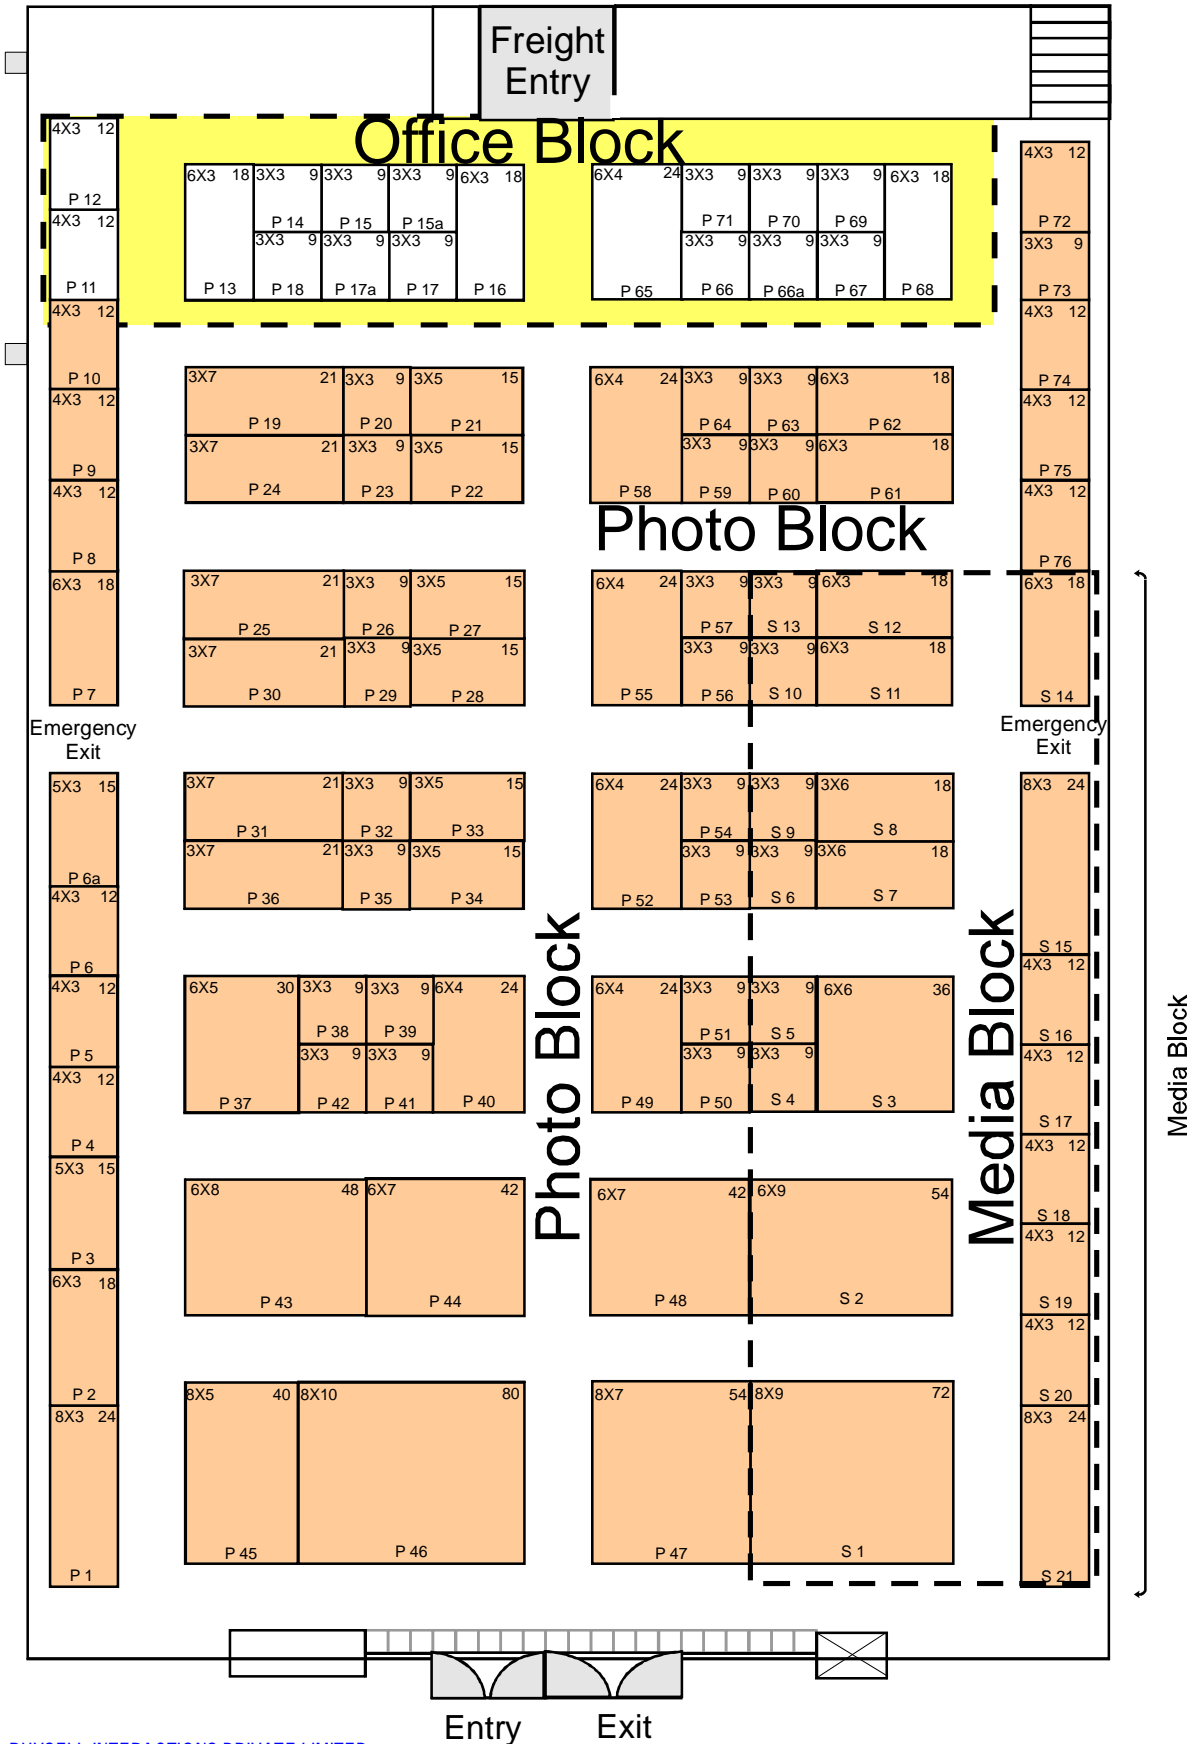 Freight
Entry
Office Block
4X3 12
P 12
4X3 12
P 11
4X3 12
P 10
4X3 12
P 9
4X3 12
P 8
6X3 18
P 7
Emergency
Exit
5X3 15
P 6a
4X3 12
P 6
4X3 12
P 5
4X3 12
P 4
5X3 15
P 3
6X3 18
P 2
8X3 24
P 1
6X3 18 3X3 9 3X3 9 3X3 9 6X3 18
P 14 P 15 P 15a
3X3 9 3X3 9 3X3 9
P 13 P 18 P 17a P 17 P 16
6X4 24 3X3 9 3X3 9 3X3 9 6X3 18
P 71 P 70 P 69
3X3 9 3X3 9 3X3 9
P 65 P 66 P 66a P 67 P 68
3X7 21 3X3 9 3X5 15
P 19 P 20 P 21
3X7 21 3X3 9 3X5 15
P 24 P 23 P 22
6X4 24 3X3 9 3X3 9 6X3 18
P 64 P 63 P 62
3X3 9 3X3 9 6X3 18
P 58 P 59 P 60 P 61
Photo Block
3X7 21 3X3 9 3X5 15
P 25 P 26 P 27
3X7 21 3X3 9 3X5 15
P 30 P 29 P 28
6X4 24 3X3 9 3X3 9 6X3 18
P 57 S 13 S 12
3X3 9 3X3 9 6X3 18
P 55 P 56 S 10 S 11
3X7 21 3X3 9 3X5 15
P 31 P 32 P 33
3X7 21 3X3 9 3X5 15
P 36 P 35 P 34
6X4 24 3X3 9 3X3 9 3X6 18
P 54 S 9 S 8
3X3 9 3X3 9 3X6 18
P 52 P 53 S 6 S 7
Photo Block
Media Block
6X5 30 3X3 9 3X3 9 6X4 24
P 38 P 39
3X3 9 3X3 9
P 37 P 42 P 41 P 40
6X4 24 3X3 9 3X3 9 6X6 36
P 51 S 5
3X3 9 3X3 9
P 49 P 50 S 4 S 3
6X8 48 6X7 42
P 43 P 44
6X7 42 6X9 54
P 48 S 2
8X5 40 8X10 80
P 45 P 46
8X7 54 8X9 72
P 47 S 1
4X3 12
P 72
3X3 9
P 73
4X3 12
P 74
4X3 12
P 75
4X3 12
P 76
6X3 18
S 14
Emergency
Exit
8X3 24
S 15
4X3 12
S 16
4X3 12
S 17
4X3 12
S 18
4X3 12
S 19
4X3 12
S 20
8X3 24
S 21
Media Block
Entry Exit